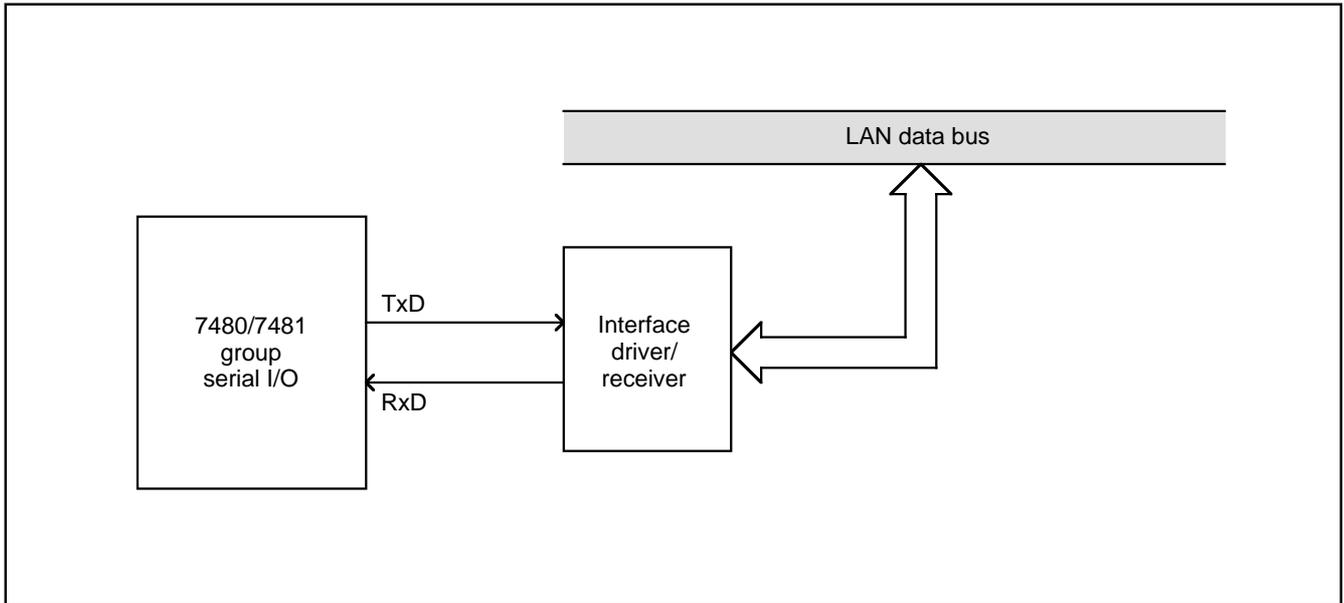 LAN data bus
TxD
7480/7481
group
serial I/O
RxD
Interface
driver/
receiver